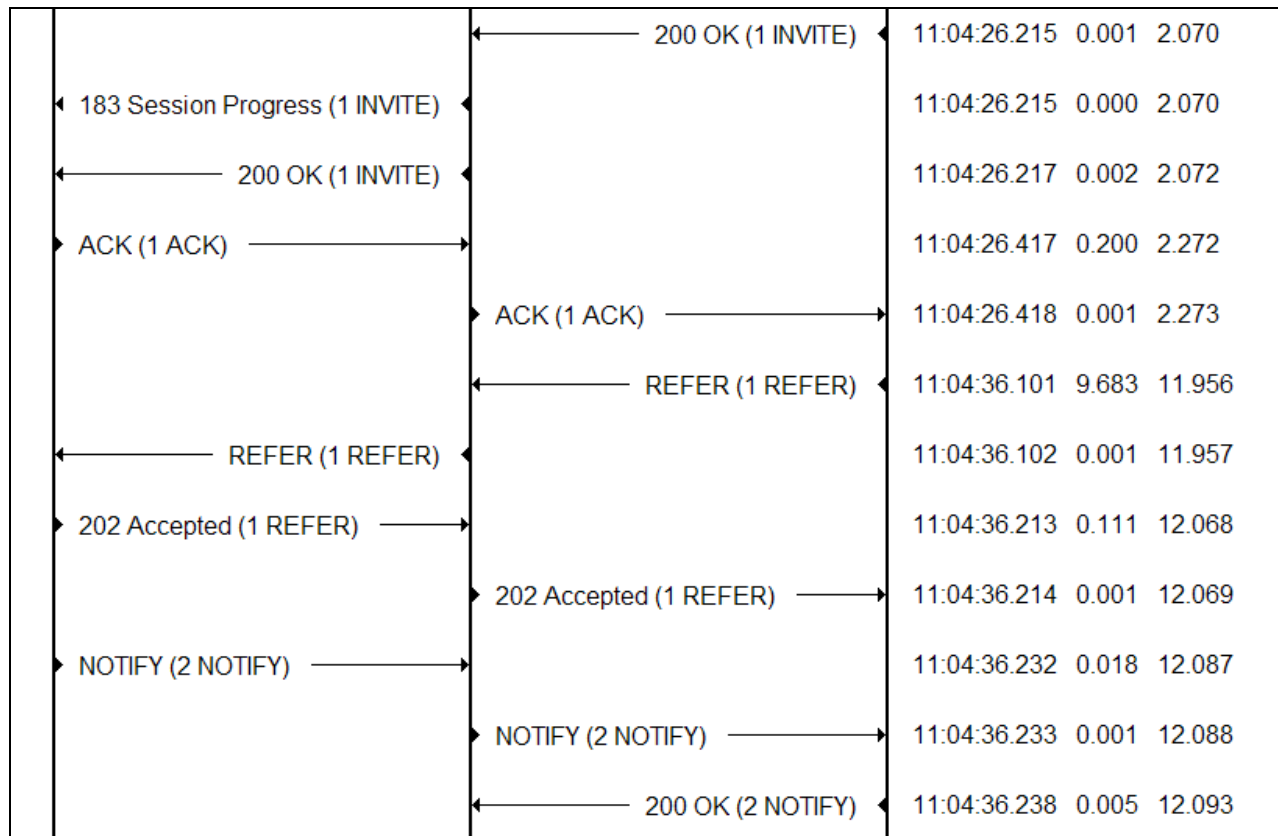 200 OK (1 INVITE) 11:04:26.215 0.001 2.070
183 Session Progress (1 INVITE) 11:04:26.215 0.000 2.070
200 OK (1 INVITE) 11:04:26.217 0.002 2.072
ACK (1 ACK) 11:04:26.417 0.200 2.272
ACK (1 ACK) 11:04:26.418 0.001 2.273
REFER (1 REFER) 11:04:36.101 9.683 11.956
REFER (1 REFER) 11:04:36.102 0.001 11.957
202 Accepted (1 REFER) 11:04:36.213 0.111 12.068
202 Accepted (1 REFER) 11:04:36.214 0.001 12.069
NOTIFY (2 NOTIFY) 11:04:36.232 0.018 12.087
NOTIFY (2 NOTIFY) 11:04:36.233 0.001 12.088
200 OK (2 NOTIFY) 11:04:36.238 0.005 12.093